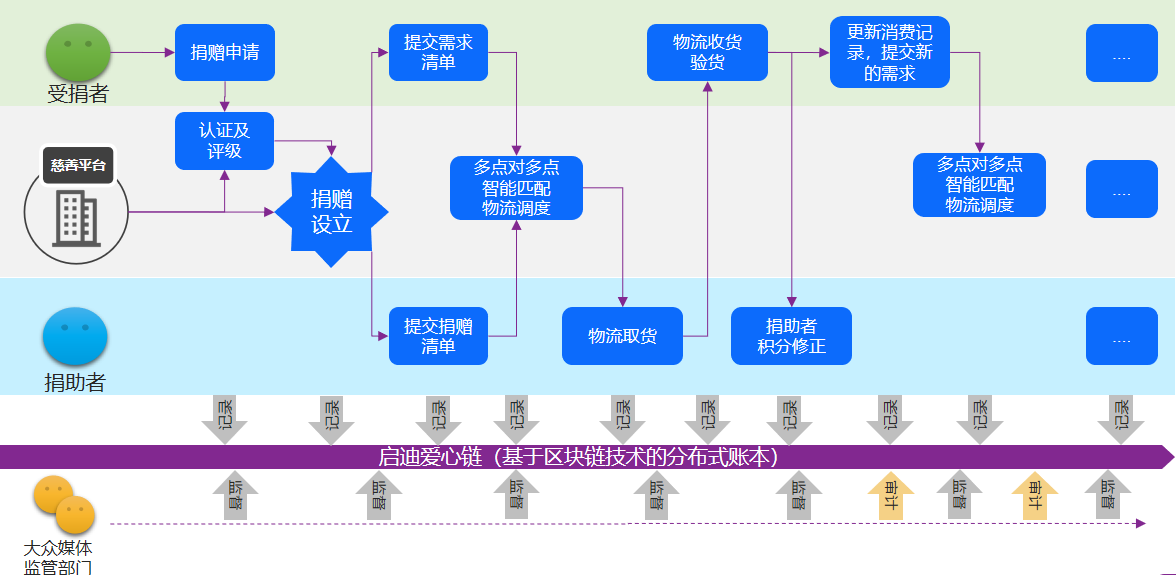 捐赠申请
提交需求
清单
物流收货
验货
更新消费记
录，提交新
的需求
....
受捐者
认证及
评级
慈善平台
捐赠
设立
多点对多点
智能匹配
物流调度
多点对多点
智能匹配
物流调度
....
提交捐赠
清单
物流取货
捐助者
积分修正
....
捐助者
记录
记录
记录
记录
记录
记录
记录
记录
记录
记录
启迪爱心链（基于区块链技术的分布式账本）
监督
监督
监督
监督
监督
审计
监督
审计
监督
大众媒体
监管部门